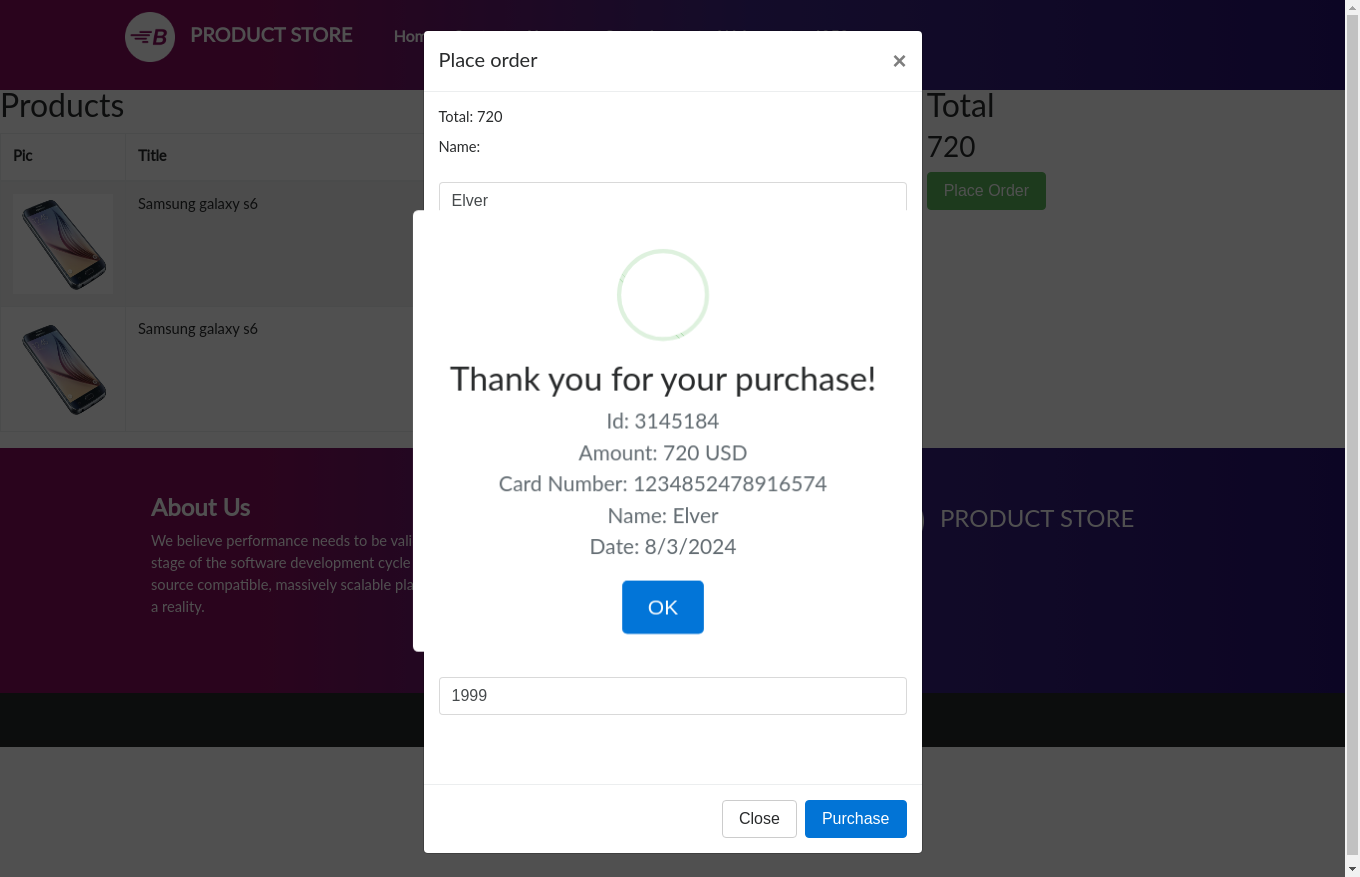 PRODUCT STORE
Place order
×
Products
Total: 720
Total
Name:
720
Pic
Title
Place Order
Samsung galaxy s6
Elver
Samsung galaxy s6
Thank you for your purchase!
Id: 3145184
Amount: 720 USD
Card Number: 1234852478916574
Name: Elver
Date: 8/3/2024
OK
About Us
We believe performance needs to be
stage of the software development cycle
source compatible, massively scalable
a reality.
PRODUCT STORE
1999
Close
Purchase